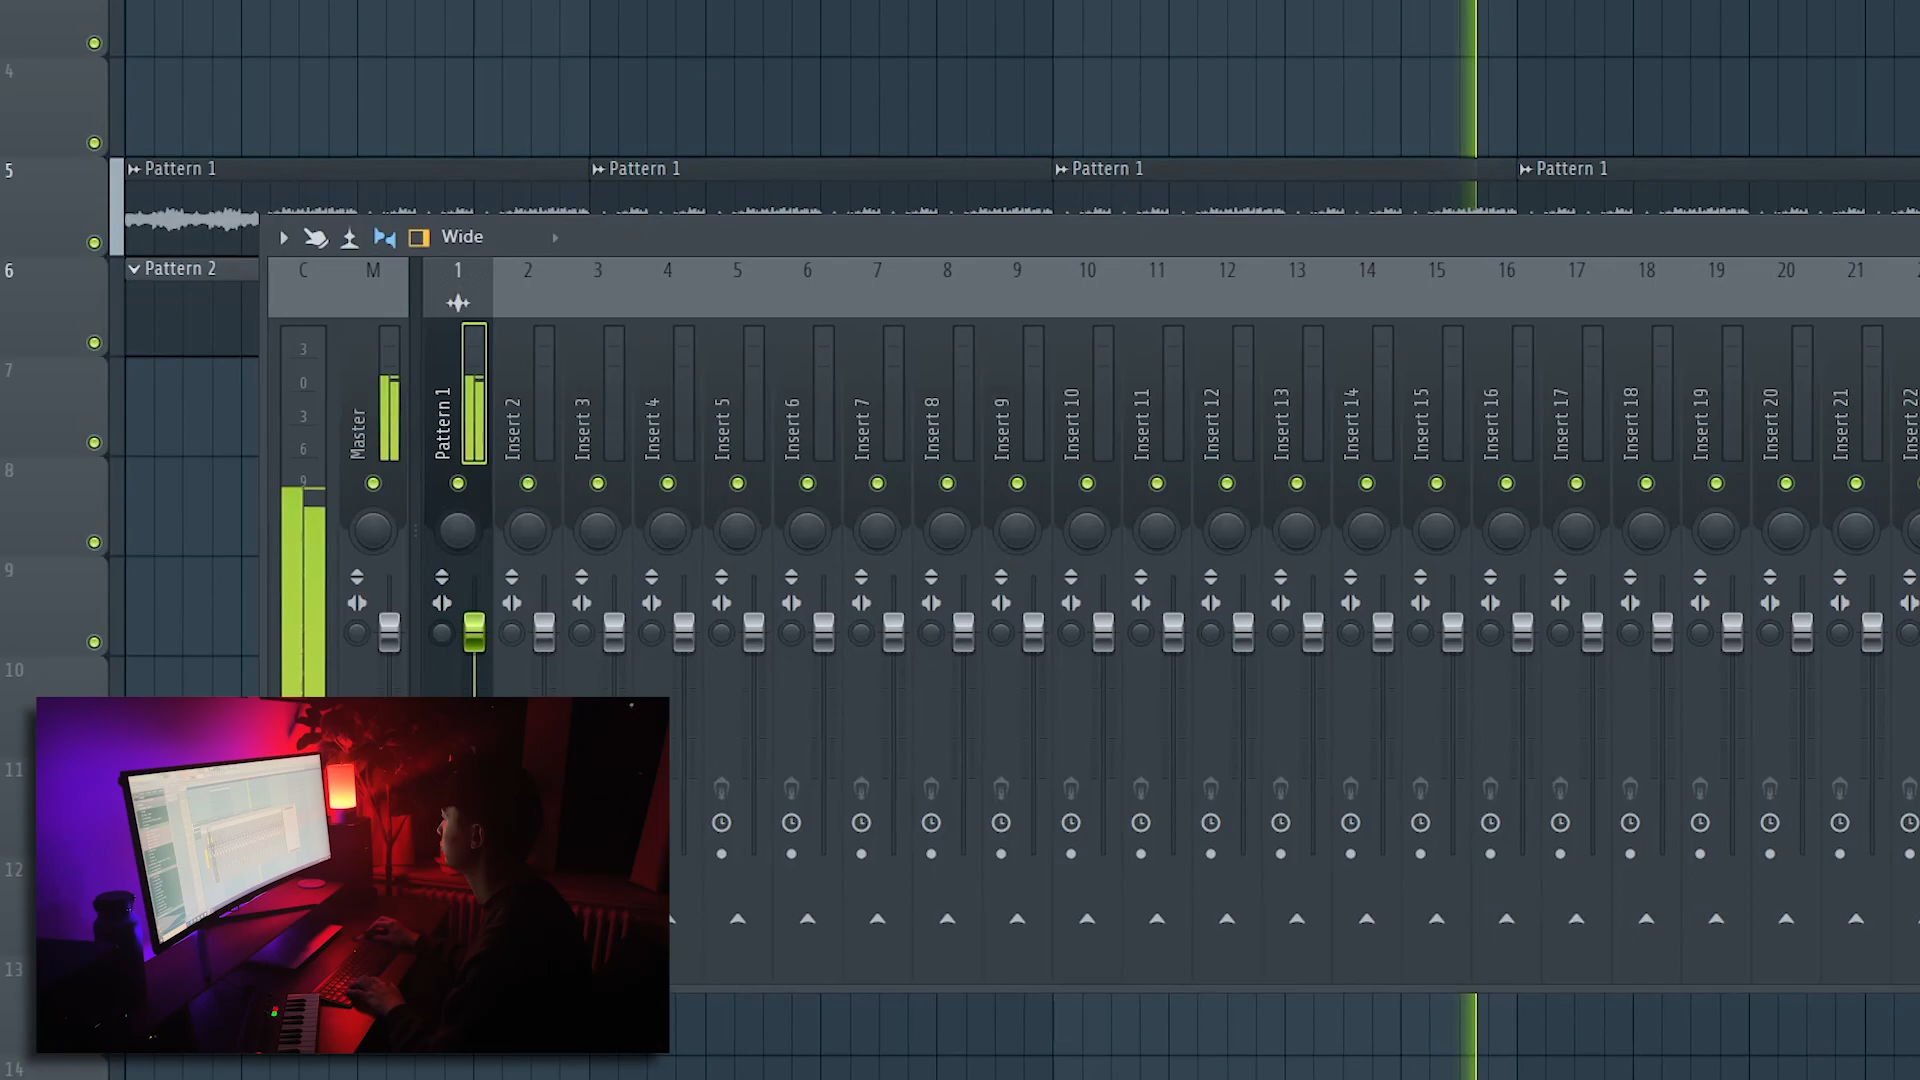 4
5
Pattern 1 Pattern 1 Pattern 1 Pattern 1
Wide
6
Pattern 2
C M 1 2 3 4 5 6 7 8 9 10 11 12 13 14 15 16 17 18 19 20 21
3
0
3
6
9
Master
Pattern 1
Insert 2
Insert 3
Insert 4
Insert 5
Insert 6
Insert 7
Insert 8
Insert 9
Insert 10
Insert 11
Insert 12
Insert 13
Insert 14
Insert 15
Insert 16
Insert 17
Insert 18
Insert 19
Insert 20
Insert 21
Insert 22
7
8
9
10
11
12
13
14